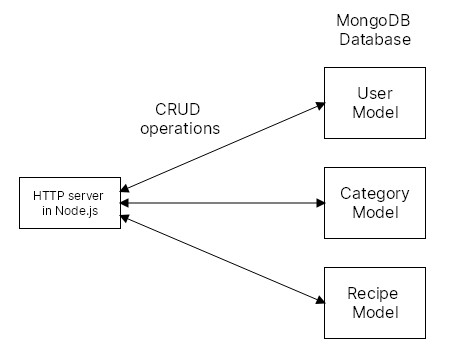 MongoDB
Database
User
Model
CRUD
operations
HTTP server
in Node.js
Category
Model
Recipe
Model